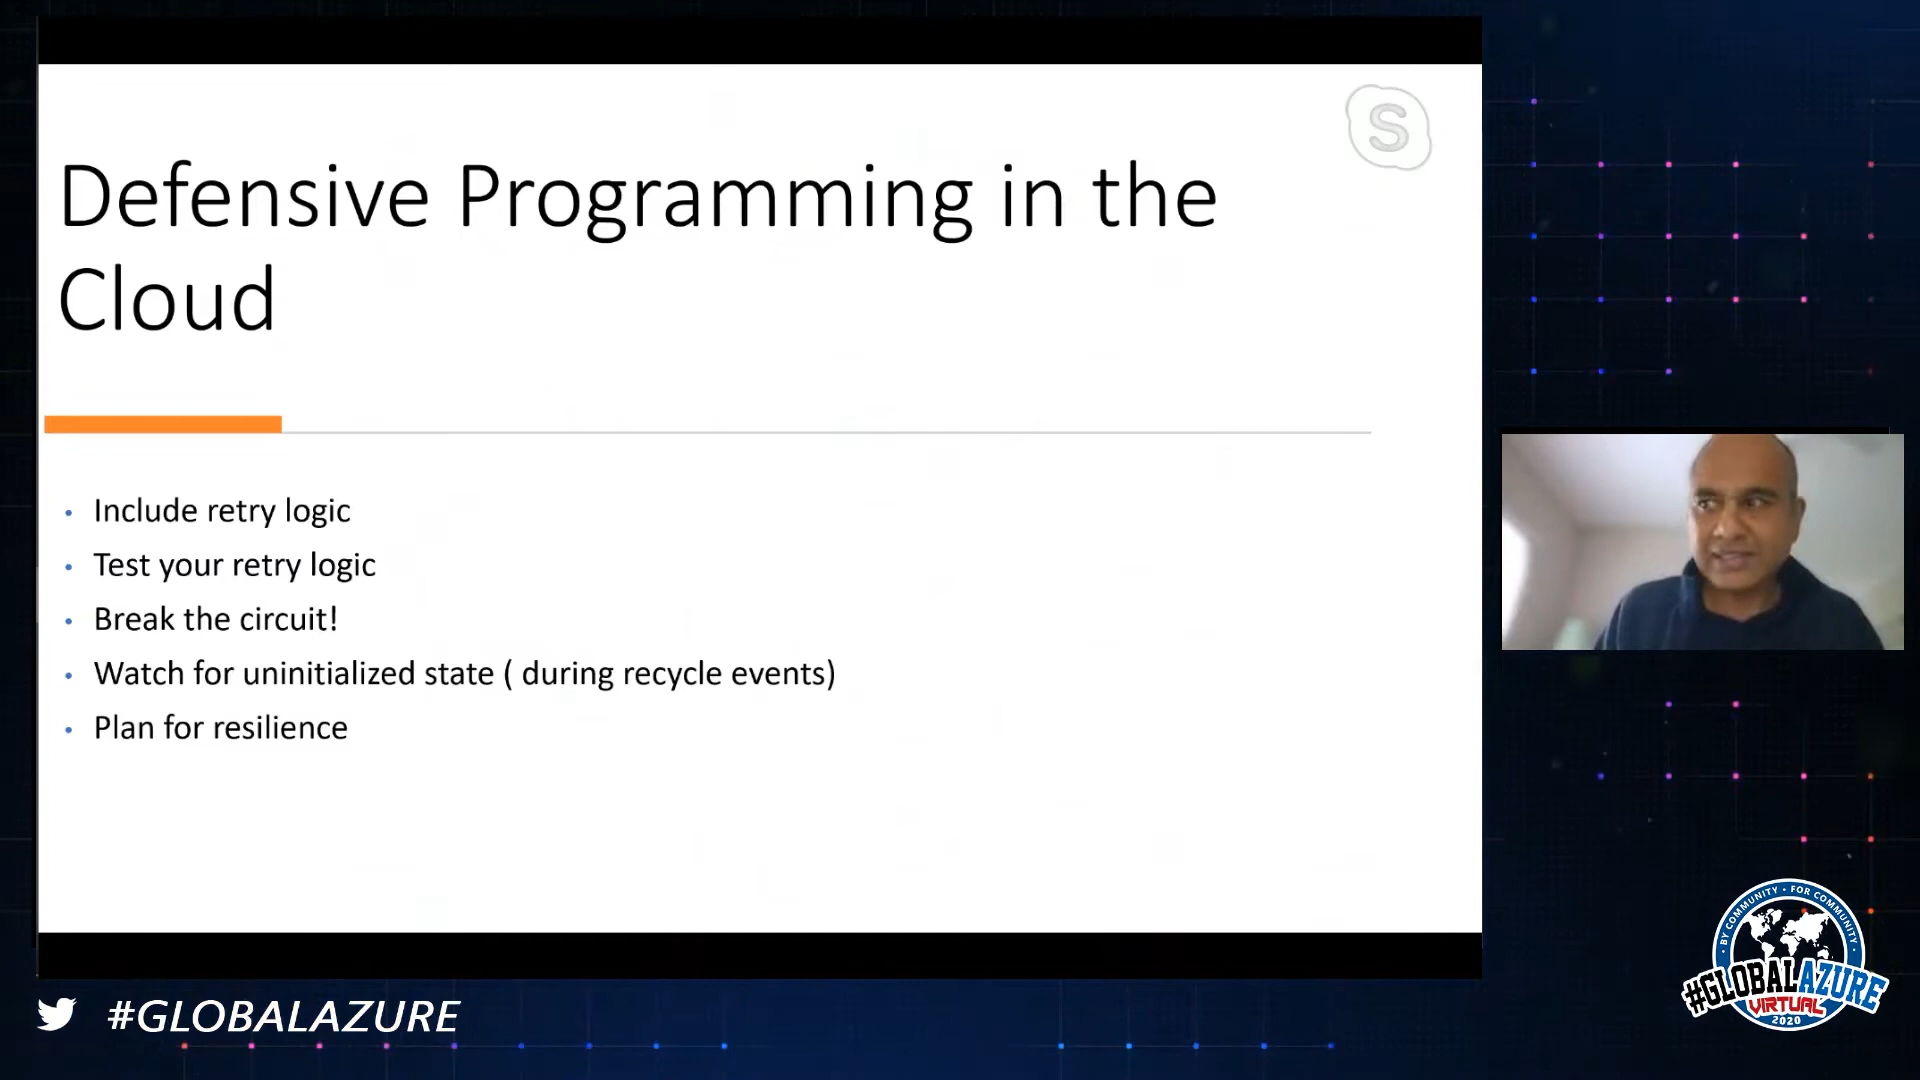 S
Defensive Programming in the
Cloud
• Include retry logic
• Test your retry logic
• Break the circuit!
• Watch for uninitialized state ( during recycle events)
• Plan for resilience
#GLOBALAZURE
• BY COMMUNITY • FOR COMMUNITY •
#GLOBALAZURE
VIRTUAL
2020